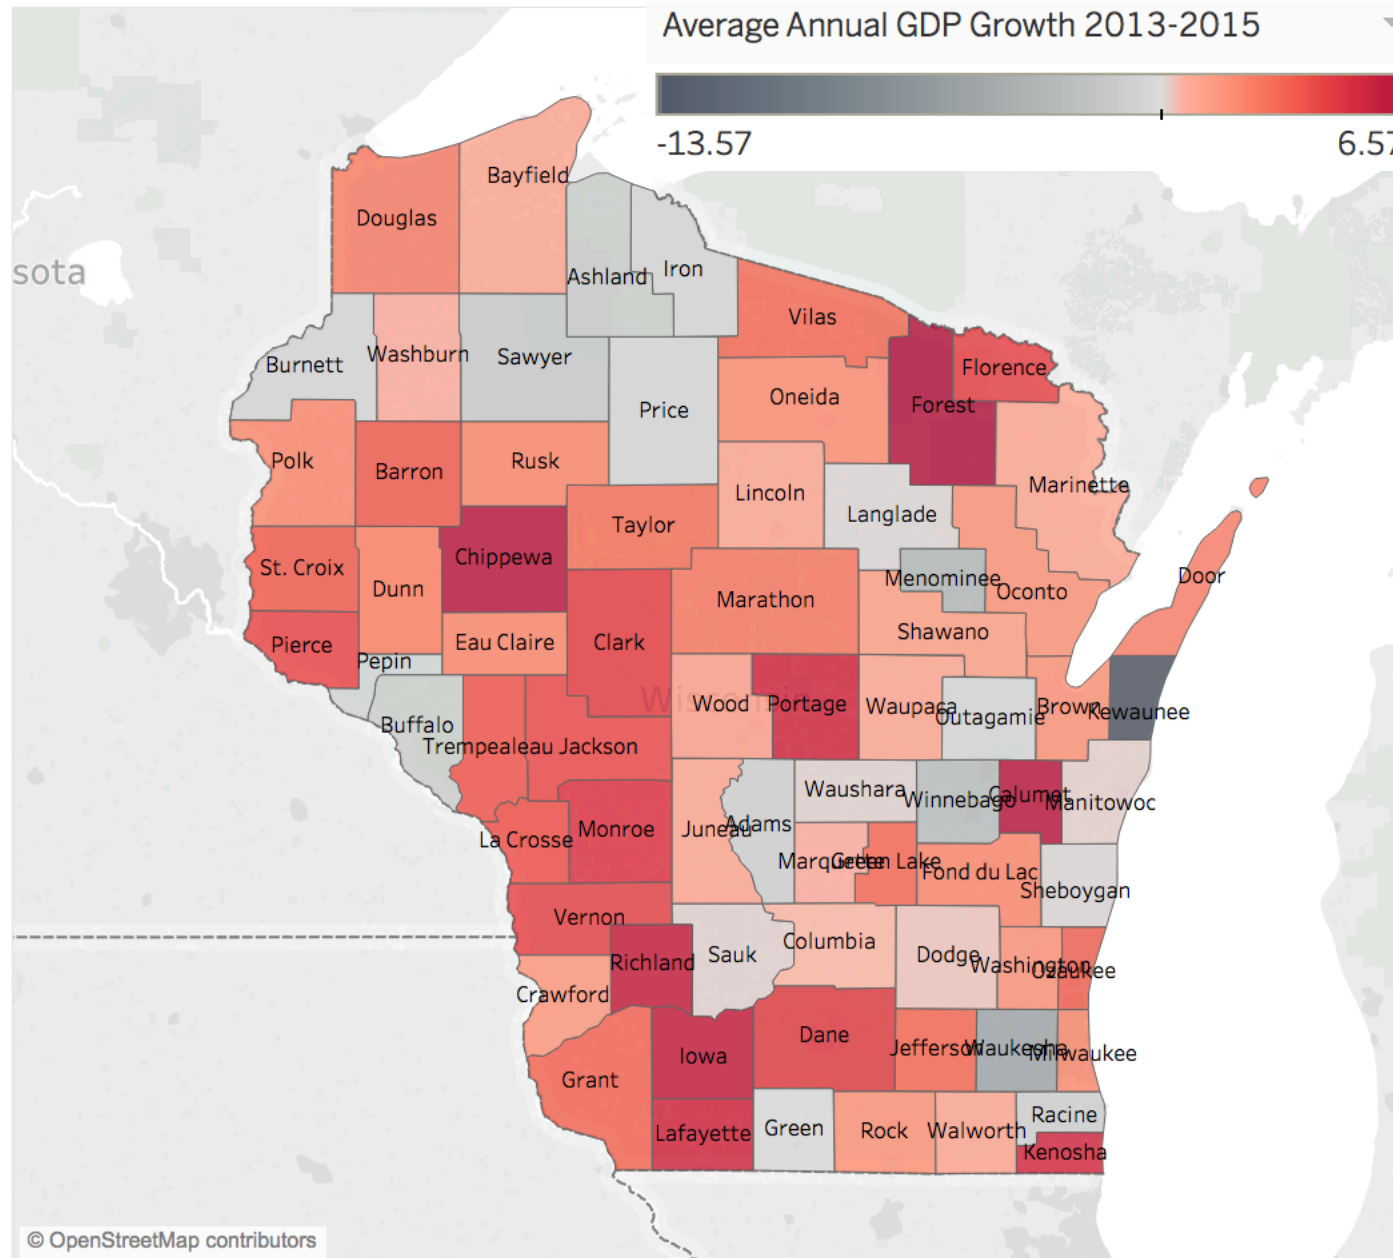 Average Annual GDP Growth 2013-2015
-13.57
6.57
Bayfield
Douglas
sota
Ashland
Iron
Vilas
Burnett
Washburn
Sawyer
Florence
Price
Oneida
Forest
Polk
Barron
Rusk
Lincoln
Marinette
Langlade
Taylor
Chippewa
St. Croix
Dunn
Menominee
Door
Oconto
Marathon
Shawano
Pierce
Eau Claire
Clark
Pepin
Wisconsin
Wood
Portage
Waupaca
Outagamie
Brown
Kewaunee
Buffalo
Trempealeau
Jackson
Waushara
Winnebago
Calumet
Manitowoc
La Crosse
Monroe
Juneau
Adams
Marquette
Green Lake
Fond du Lac
Sheboygan
Vernon
Richland
Sauk
Columbia
Dodge
Washington
Ozaukee
Crawford
Iowa
Dane
Jefferson
Waukesha
Milwaukee
Grant
Lafayette
Green
Rock
Walworth
Racine
Kenosha
© OpenStreetMap contributors